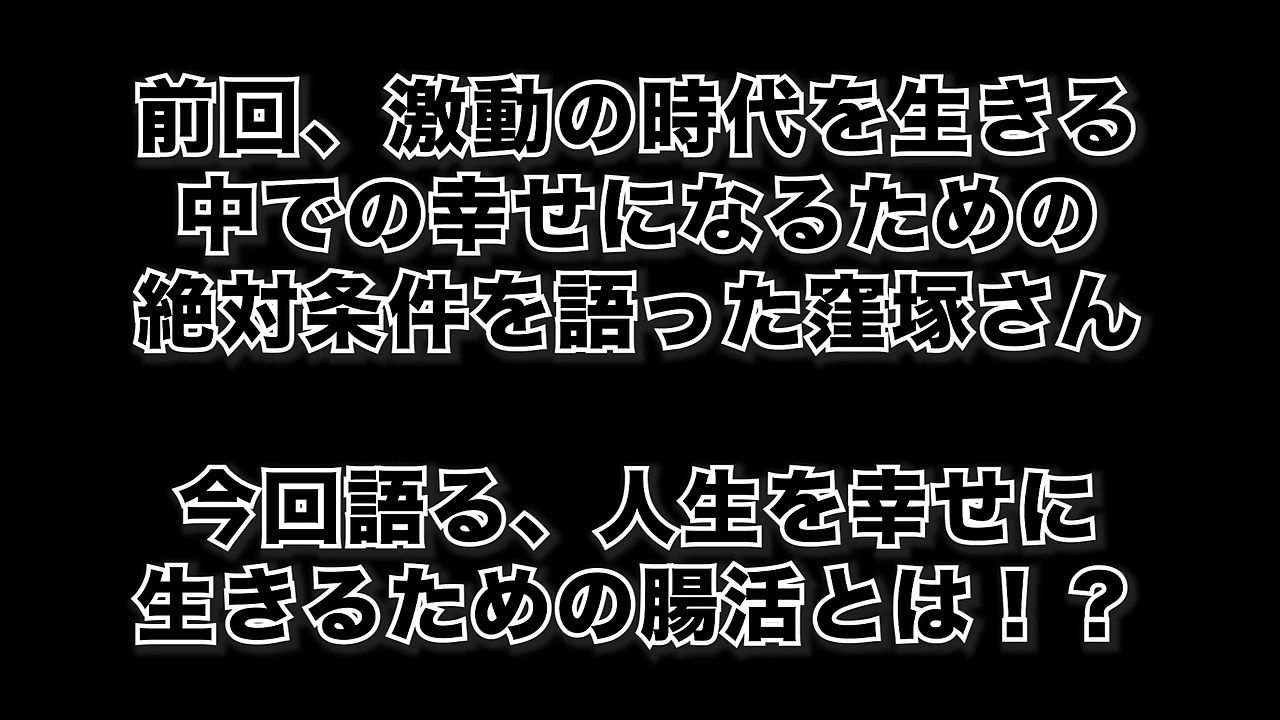 前回、激動の時代を生きる
中での幸せになるための
絶対条件を語った窪塚さん
今回語る、人生を幸せに
生きるための腸活とは！？